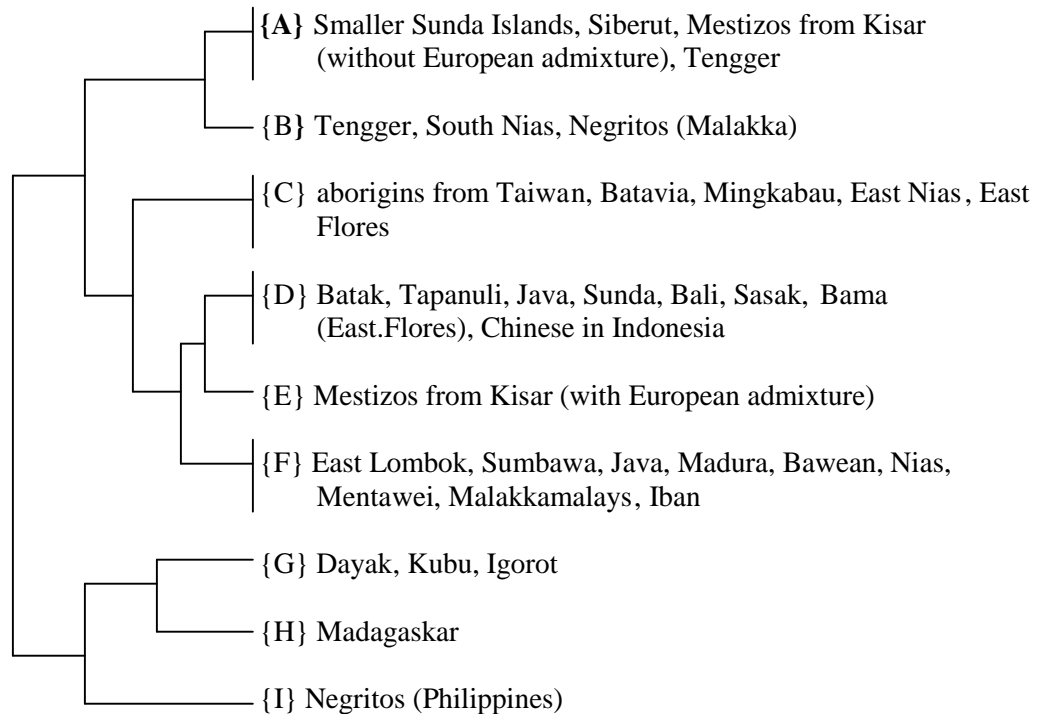 {A} Smaller Sunda Islands, Siberut, Mestizos from Kisar
(without European admixture), Tengger
{B} Tengger, South Nias, Negritos (Malakka)
{C} aborigins from Taiwan, Batavia, Mingkabau, East Nias, East
Flores
{D} Batak, Tapanuli, Java, Sunda, Bali, Sasak, Bama
(East.Flores), Chinese in Indonesia
{E} Mestizos from Kisar (with European admixture)
{F} East Lombok, Sumbawa, Java, Madura, Bawean, Nias,
Mentawei, Malakkamalays, Iban
{G} Dayak, Kubu, Igorot
{H} Madagaskar
{I} Negritos (Philippines)